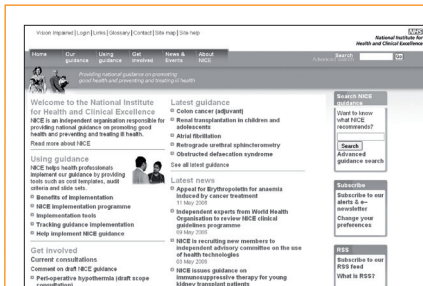 Vision Impaired | Login | Links | Glossary | Contact | Site map | Site help
NHS
National Institute for
Health and Clinical Excellence
Home
Our
guidance
Using
guidance
Get
involved
News &
Events
About
NICE
Search
Advanced search
Go
Providing national guidance on promoting
good health and preventing and treating ill health
Welcome to the National Institute
for Health and Clinical Excellence
NICE is an independent organisation responsible for
providing national guidance on promoting good
health and preventing and treating ill health.
Read more about NICE
Using guidance
NICE helps health professionals
implement our guidance by providing
tools such as cost templates, audit
criteria and slide sets.
Benefits of implementation
NICE implementation programme
Implementation tools
Tracking guidance implementation
Help implement NICE guidance
Get involved
Current consultations
Comment on draft NICE guidance
Peri-operative hypothermia (draft scope
consultation)
Latest guidance
Colon cancer (adjuvant)
Renal transplantation in children and
adolescents
Atrial fibrillation
Retrograde urethral sphincterometry
Obstructed defaecation syndrome
See all latest guidance
Latest news
Appeal for Erythropoietin for anaemia
induced by cancer treatment
11 May 2006
Independent experts from World Health
Organisation to review NICE clinical
guidelines programme
09 May 2006
NICE is recruiting new members to
independent advisory committee on the use
of health technologies
03 May 2006
NICE issues guidance on
immunosuppressive therapy for young
kidney transplant patients
Search NICE
guidance
Want to know
what NICE
recommends?
Search
Advanced
guidance search
Subscribe
Subscribe to our
alerts & e-
newsletter
Change your
preferences
RSS
Subscribe to our
RSS feed
What is RSS?